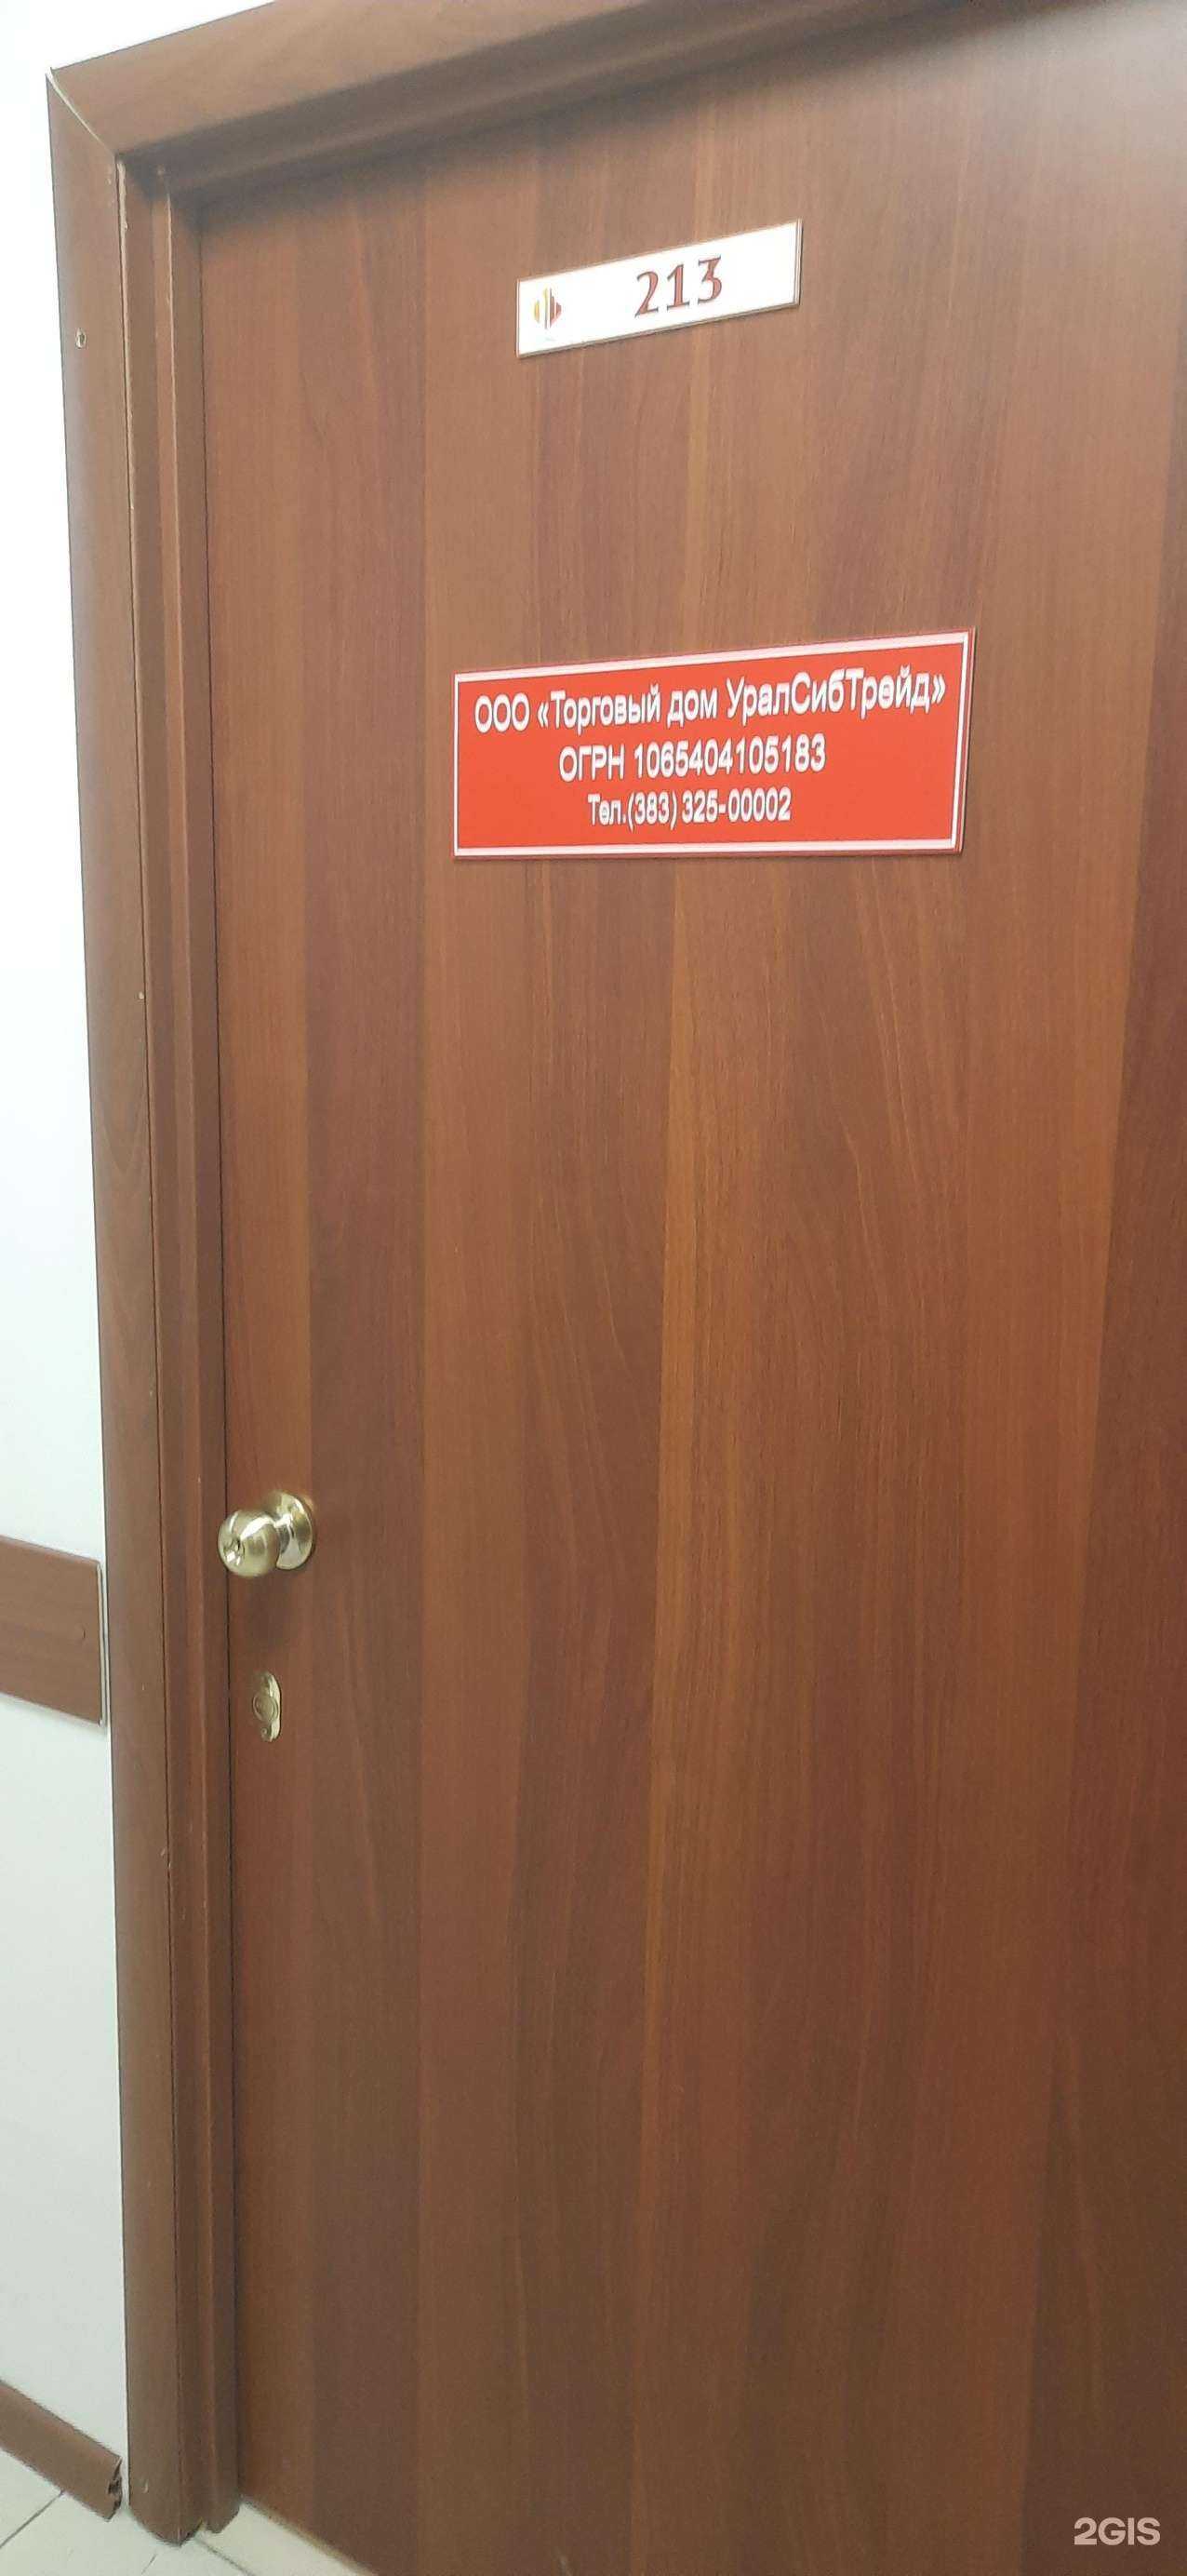 213
ООО «Торговый дом УралСибТрейд»
ОГРН 1065404105183
Тел.(383) 325-00002
2GIS